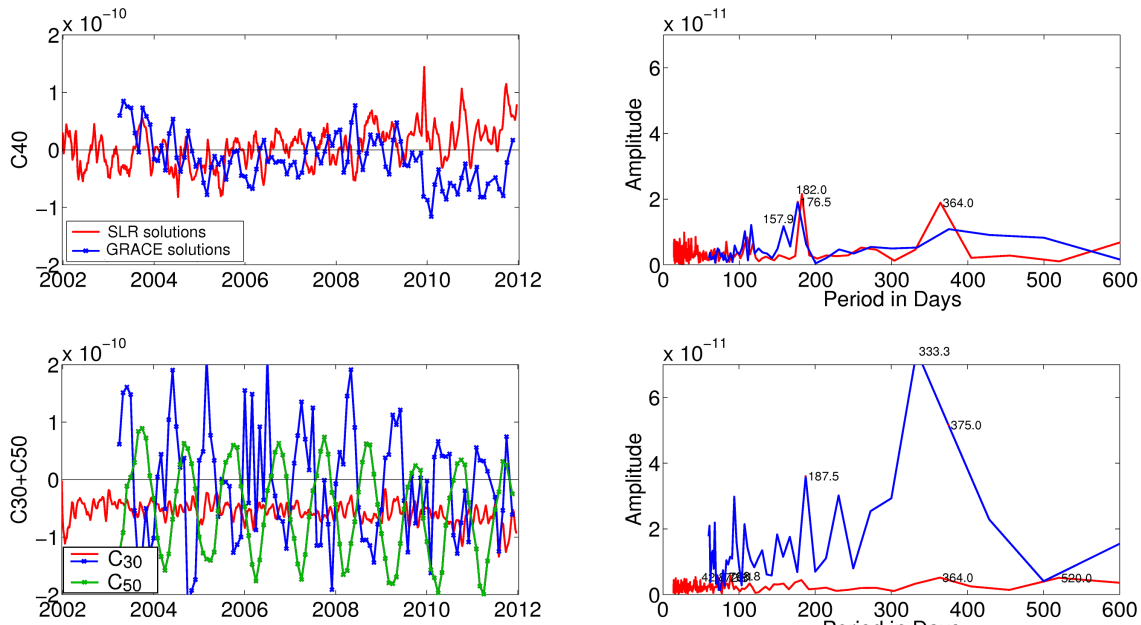 x 10⁻¹⁰
2
1
0
−1
−2
C40
SLR solutions
GRACE solutions
2002 2004 2006 2008 2010 2012
x 10⁻¹¹
6
4
2
0
Amplitude
182.0
76.5
157.9
364.0
0 100 200 300 400 500 600
Period in Days
x 10⁻¹⁰
2
1
0
−1
−2
C30+C50
C₃₀
C₅₀
2002 2004 2006 2008 2010 2012
x 10⁻¹¹
6
4
2
0
Amplitude
333.3
375.0
187.5
364.0
520.0
0 100 200 300 400 500 600
Period in Days